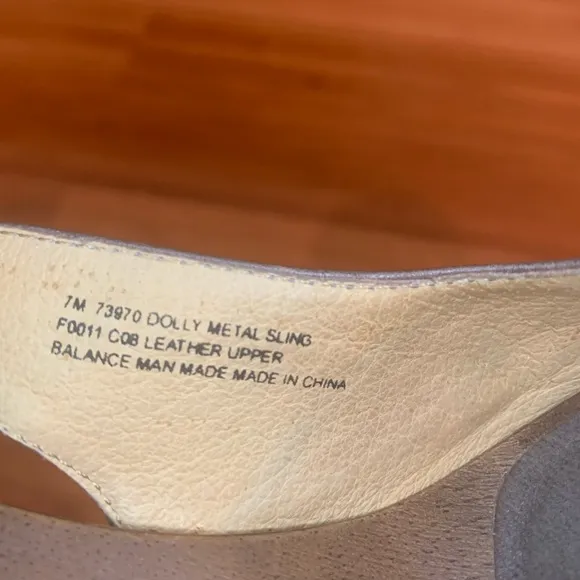 7M 73970 DOLLY METAL SLING
F0011 C08 LEATHER UPPER
BALANCE MAN MADE MADE IN CHINA